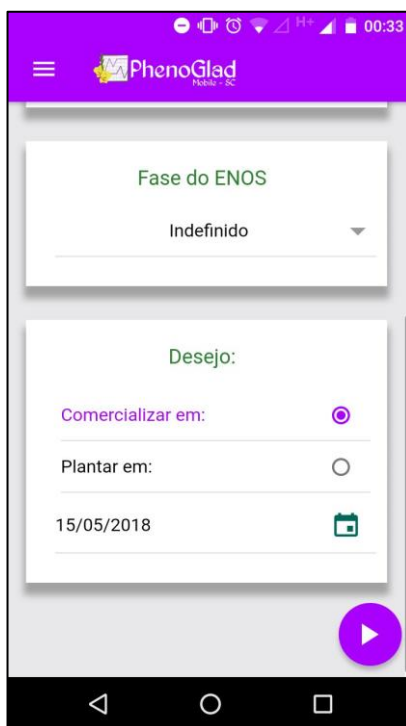 H+ 00:33
PhenoGlad
Mobile - SC
Fase do ENOS
Indefinido
Desejo:
Comercializar em:
Plantar em:
15/05/2018